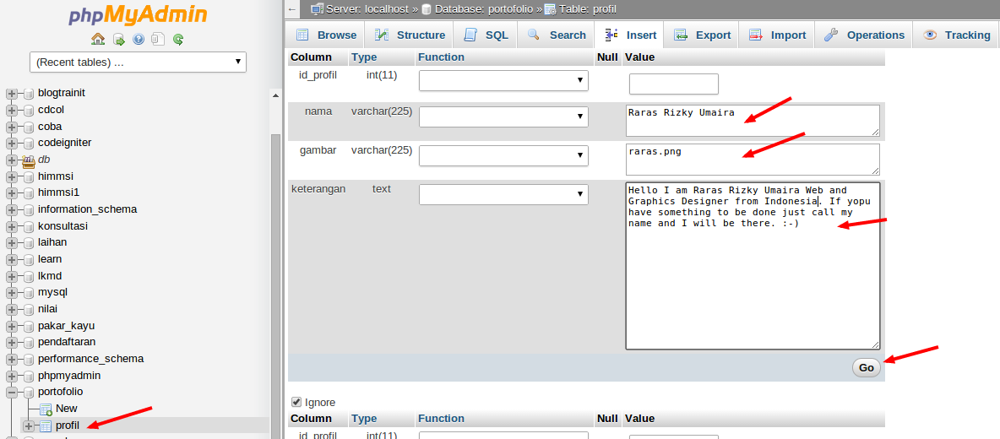 phpMyAdmin
(Recent tables) ...
blogtrainit
cdcol
coba
codeigniter
db
himmsi
himmsi1
information_schema
konsultasi
laihan
learn
lkmd
mysql
nilai
pakar_kayu
pendaftaran
performance_schema
phpmyadmin
portofolio
New
profil
Server: localhost » Database: portofolio » Table: profil
Browse Structure SQL Search Insert Export Import Operations Tracking
Column Type Function Null Value
id_profil int(11)
nama varchar(225) Raras Rizky Umaira
gambar varchar(225) raras.png
keterangan text
Hello I am Raras Rizky Umaira Web and
Graphics Designer from Indonesia. If yopu
have something to be done just call my
name and I will be there. :-)
Go
Ignore
Column Type Function Null Value
id_profil int(11)